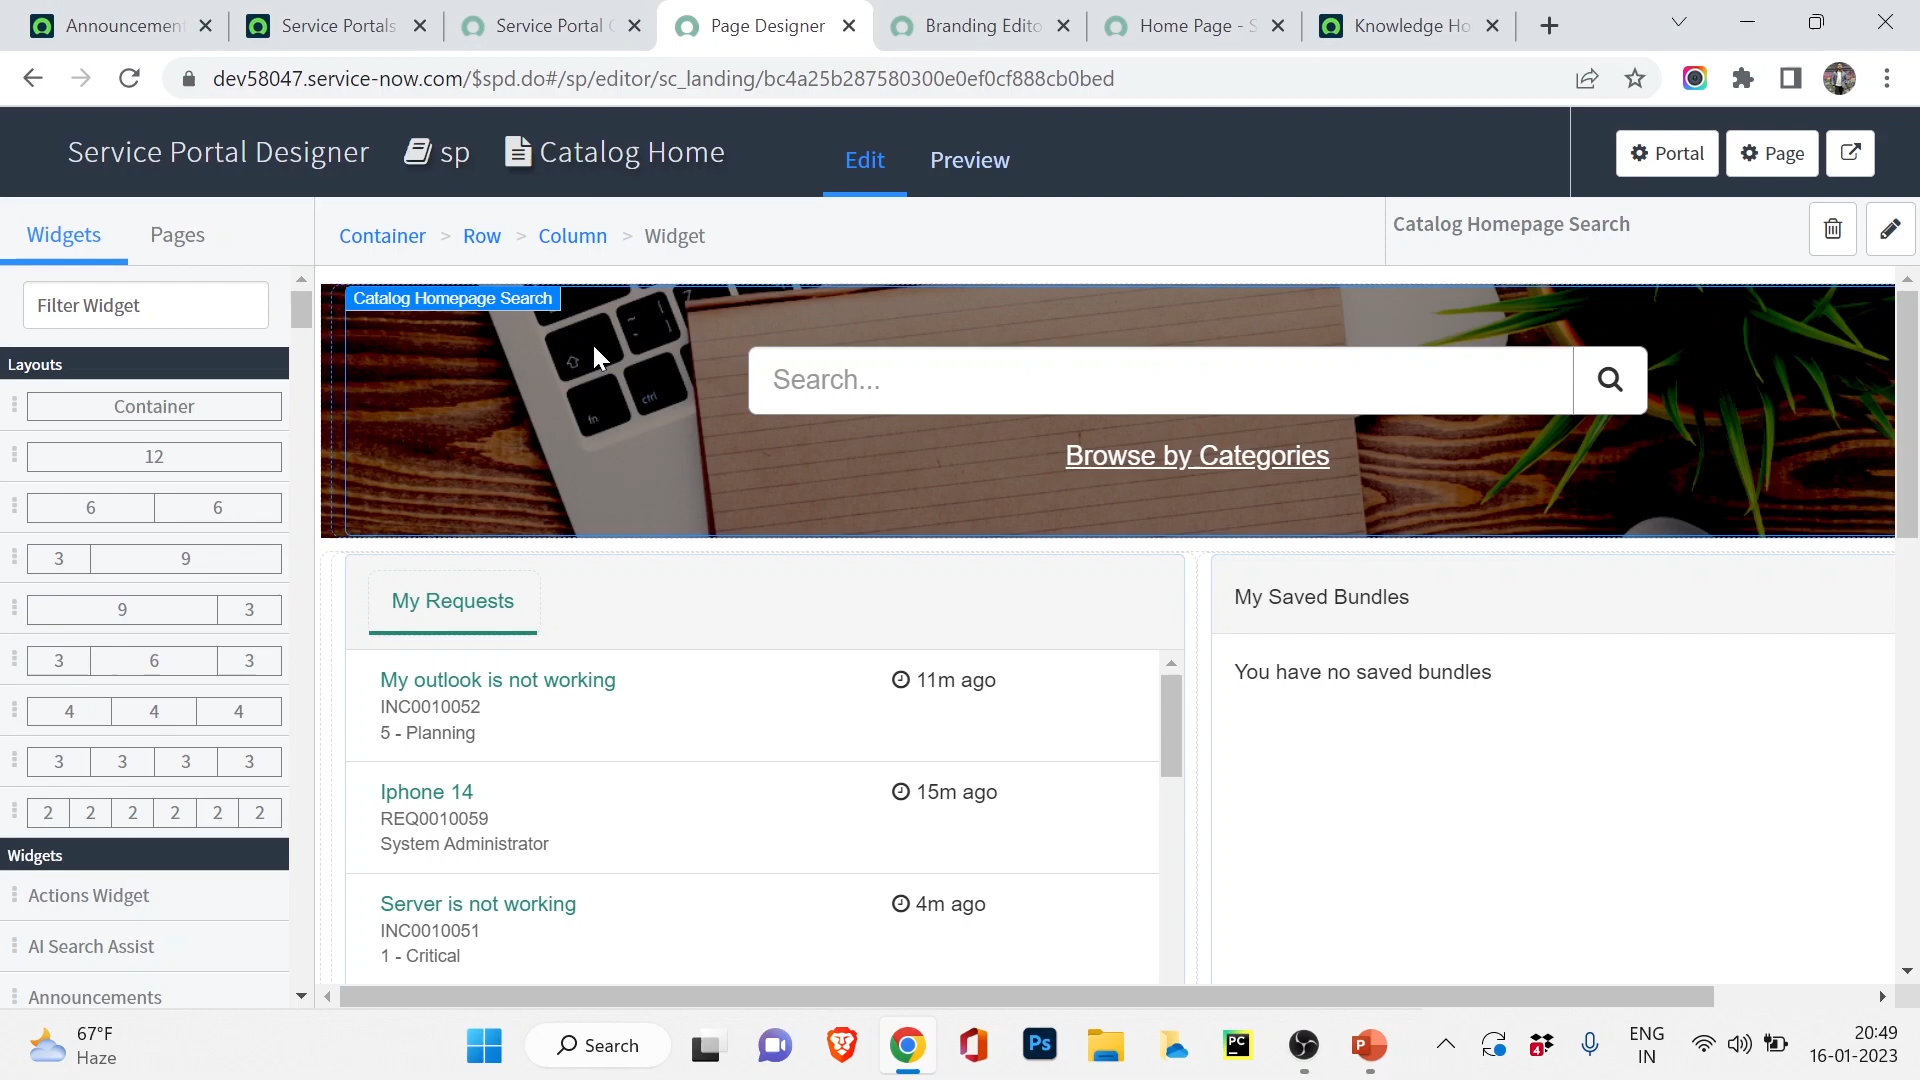 Announcement
Service Portals
Service Portal
Page Designer
Branding Edito
Home Page - S
Knowledge Ho
dev58047.service-now.com/$spd.do#/sp/editor/sc_landing/bc4a25b287580300e0ef0cf888cb0bed
Service Portal Designer
sp
Catalog Home
Edit
Preview
Portal
Page
Widgets
Pages
Container > Row > Column > Widget
Catalog Homepage Search
Filter Widget
Catalog Homepage Search
Search...
Browse by Categories
Layouts
Container
12
6 6
3 9
9 3
3 6 3
4 4 4
3 3 3 3
2 2 2 2 2 2
Widgets
Actions Widget
AI Search Assist
Announcements
My Requests
My outlook is not working
11m ago
INC0010052
5 - Planning
Iphone 14
15m ago
REQ0010059
System Administrator
Server is not working
4m ago
INC0010051
1 - Critical
My Saved Bundles
You have no saved bundles
67°F
Haze
Search
Ps
PC
P
4
ENG
IN
20:49
16-01-2023